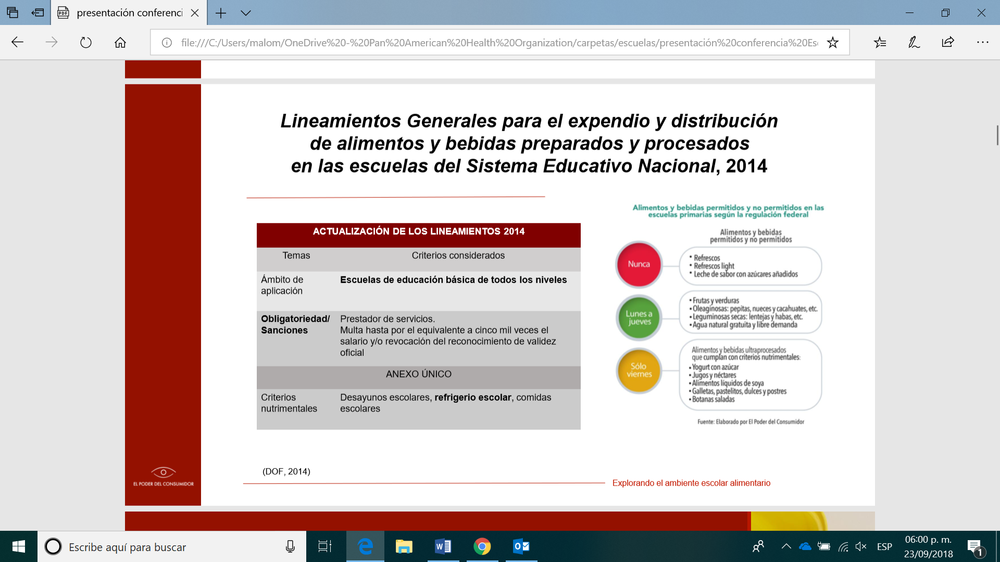 presentación conferenci
file:///C:/Users/malom/OneDrive%20-%20Pan%20American%20Health%20Organization/carpetas/escuelas/presentación%20conferencia%20Es
Lineamientos Generales para el expendio y distribución
de alimentos y bebidas preparados y procesados
en las escuelas del Sistema Educativo Nacional, 2014
ACTUALIZACIÓN DE LOS LINEAMIENTOS 2014
Temas
Criterios considerados
Ámbito de
aplicación
Escuelas de educación básica de todos los niveles
Obligatoriedad/
Sanciones
Prestador de servicios.
Multa hasta por el equivalente a cinco mil veces el
salario y/o revocación del reconocimiento de validez
oficial
ANEXO ÚNICO
Criterios
nutrimentales
Desayunos escolares, refrigerio escolar, comidas
escolares
Alimentos y bebidas permitidos y no permitidos en las
escuelas primarias según la regulación federal
Alimentos y bebidas
permitidos y no permitidos
Nunca
• Refrescos
• Refrescos light
• Leche de sabor con azúcares añadidos
Lunes a
jueves
• Frutas y verduras
• Oleaginosas: pepitas, nueces y cacahuates, etc.
• Leguminosas secas: lentejas y habas, etc.
• Agua natural gratuita y libre demanda
Sólo
viernes
Alimentos y bebidas ultraprocesados
que cumplan con criterios nutrimentales:
• Yogurt con azúcar
• Jugos y néctares
• Alimentos líquidos de soya
• Galletas, pastelitos, dulces y postres
• Botanas saladas
Fuente: Elaborado por El Poder del Consumidor
(DOF, 2014)
EL PODER DEL CONSUMIDOR
Explorando el ambiente escolar alimentario
Escribe aquí para buscar
ESP
06:00 p. m.
23/09/2018
1